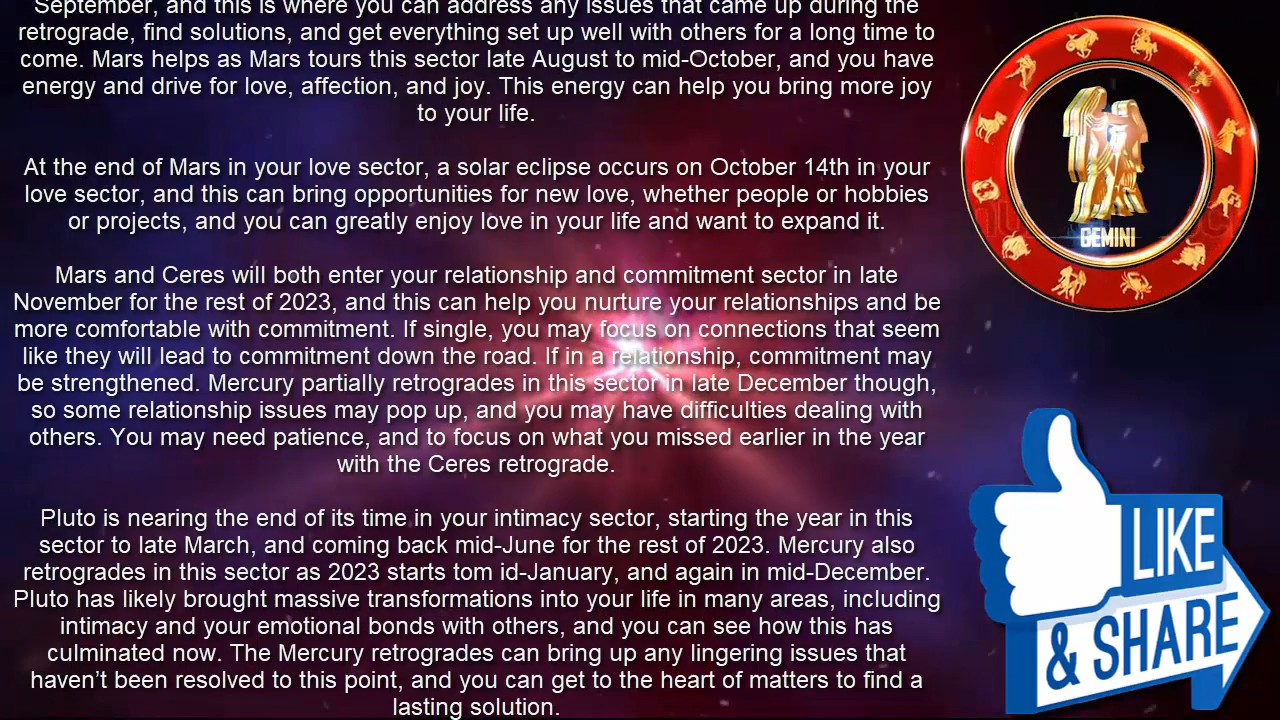 September, and this is where you can address any issues that came up during the
retrograde, find solutions, and get everything set up well with others for a long time to
come. Mars helps as Mars tours this sector late August to mid-October, and you have
energy and drive for love, affection, and joy. This energy can help you bring more joy
to your life.
At the end of Mars in your love sector, a solar eclipse occurs on October 14th in your
love sector, and this can bring opportunities for new love, whether people or hobbies
or projects, and you can greatly enjoy love in your life and want to expand it.
Mars and Ceres will both enter your relationship and commitment sector in late
November for the rest of 2023, and this can help you nurture your relationships and be
more comfortable with commitment. If single, you may focus on connections that seem
like they will lead to commitment down the road. If in a relationship, commitment may
be strengthened. Mercury partially retrogrades in this sector in late December though,
so some relationship issues may pop up, and you may have difficulties dealing with
others. You may need patience, and to focus on what you missed earlier in the year
with the Ceres retrograde.
Pluto is nearing the end of its time in your intimacy sector, starting the year in this
sector to late March, and coming back mid-June for the rest of 2023. Mercury also
retrogrades in this sector as 2023 starts tom id-January, and again in mid-December.
Pluto has likely brought massive transformations into your life in many areas, including
intimacy and your emotional bonds with others, and you can see how this has
culminated now. The Mercury retrogrades can bring up any lingering issues that
haven’t been resolved to this point, and you can get to the heart of matters to find a
lasting solution.
GEMINI
LIKE
& SHARE